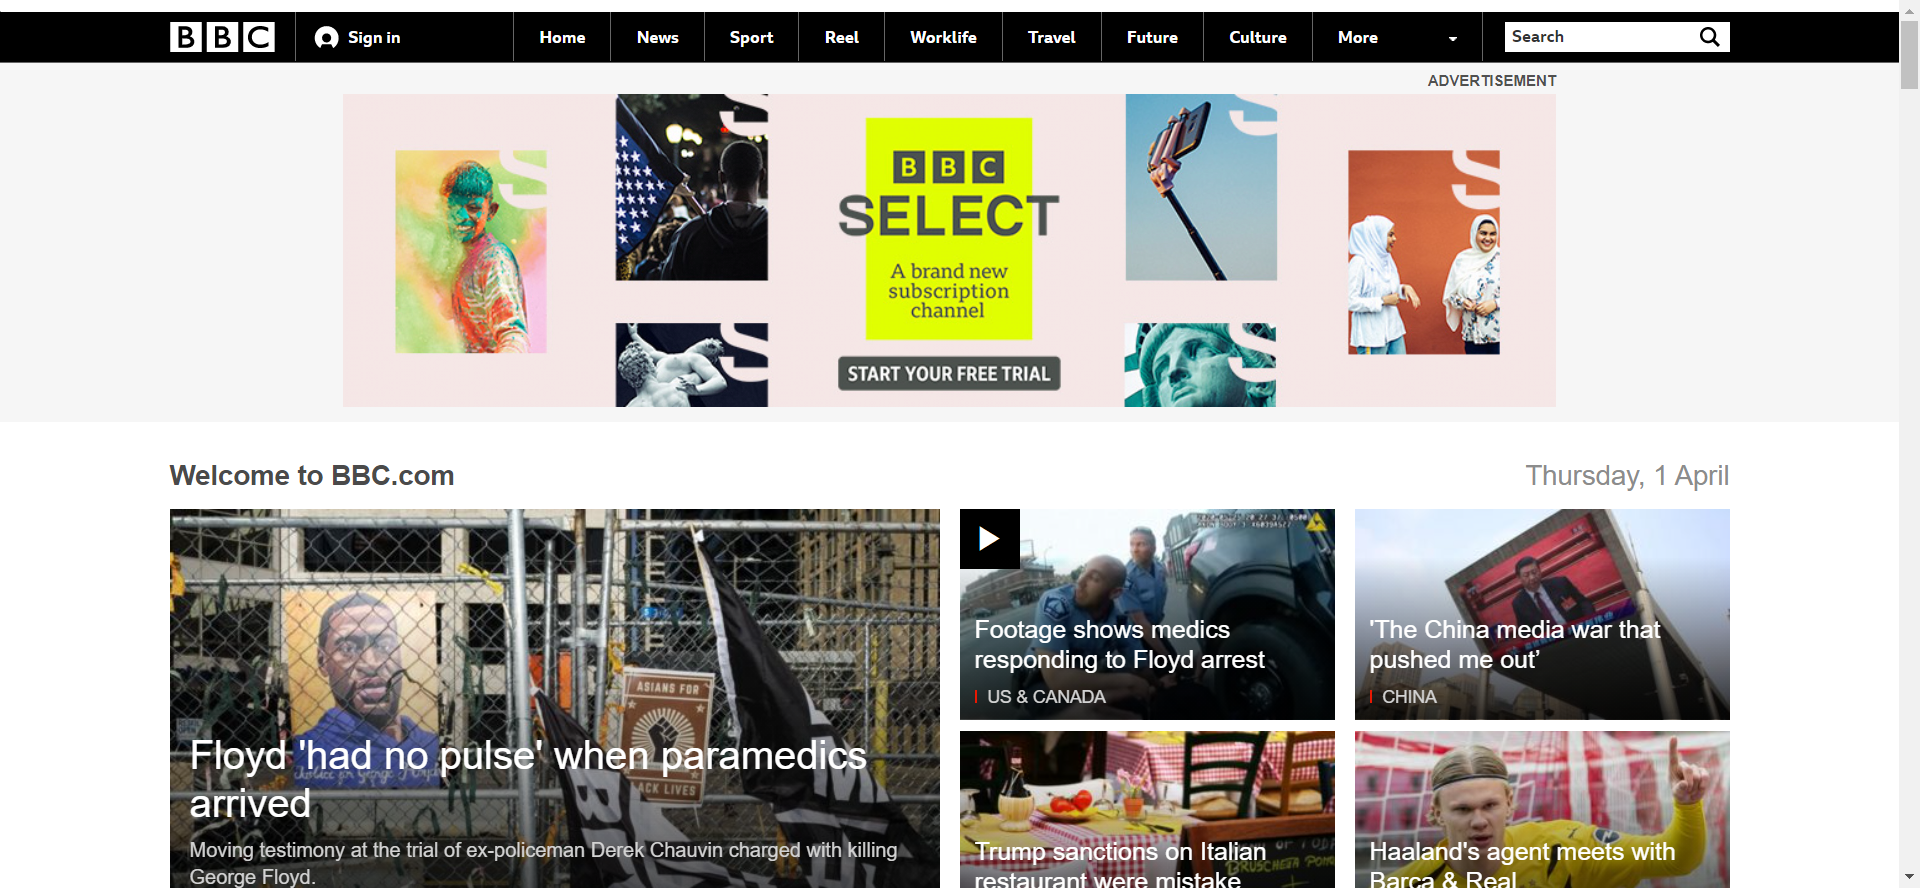 BBC
Sign in
Home
News
Sport
Reel
Worklife
Travel
Future
Culture
More
Search
ADVERTISEMENT
BBC
SELECT
A brand new
subscription
channel
START YOUR FREE TRIAL
Welcome to BBC.com
Thursday, 1 April
ASIANS FOR
LACK LIVES
Floyd 'had no pulse' when paramedics
arrived
Moving testimony at the trial of ex-policeman Derek Chauvin charged with killing
George Floyd.
Footage shows medics
responding to Floyd arrest
US & CANADA
'The China media war that
pushed me out’
CHINA
Trump sanctions on Italian
restaurant were mistake
Haaland's agent meets with
Barca & Real